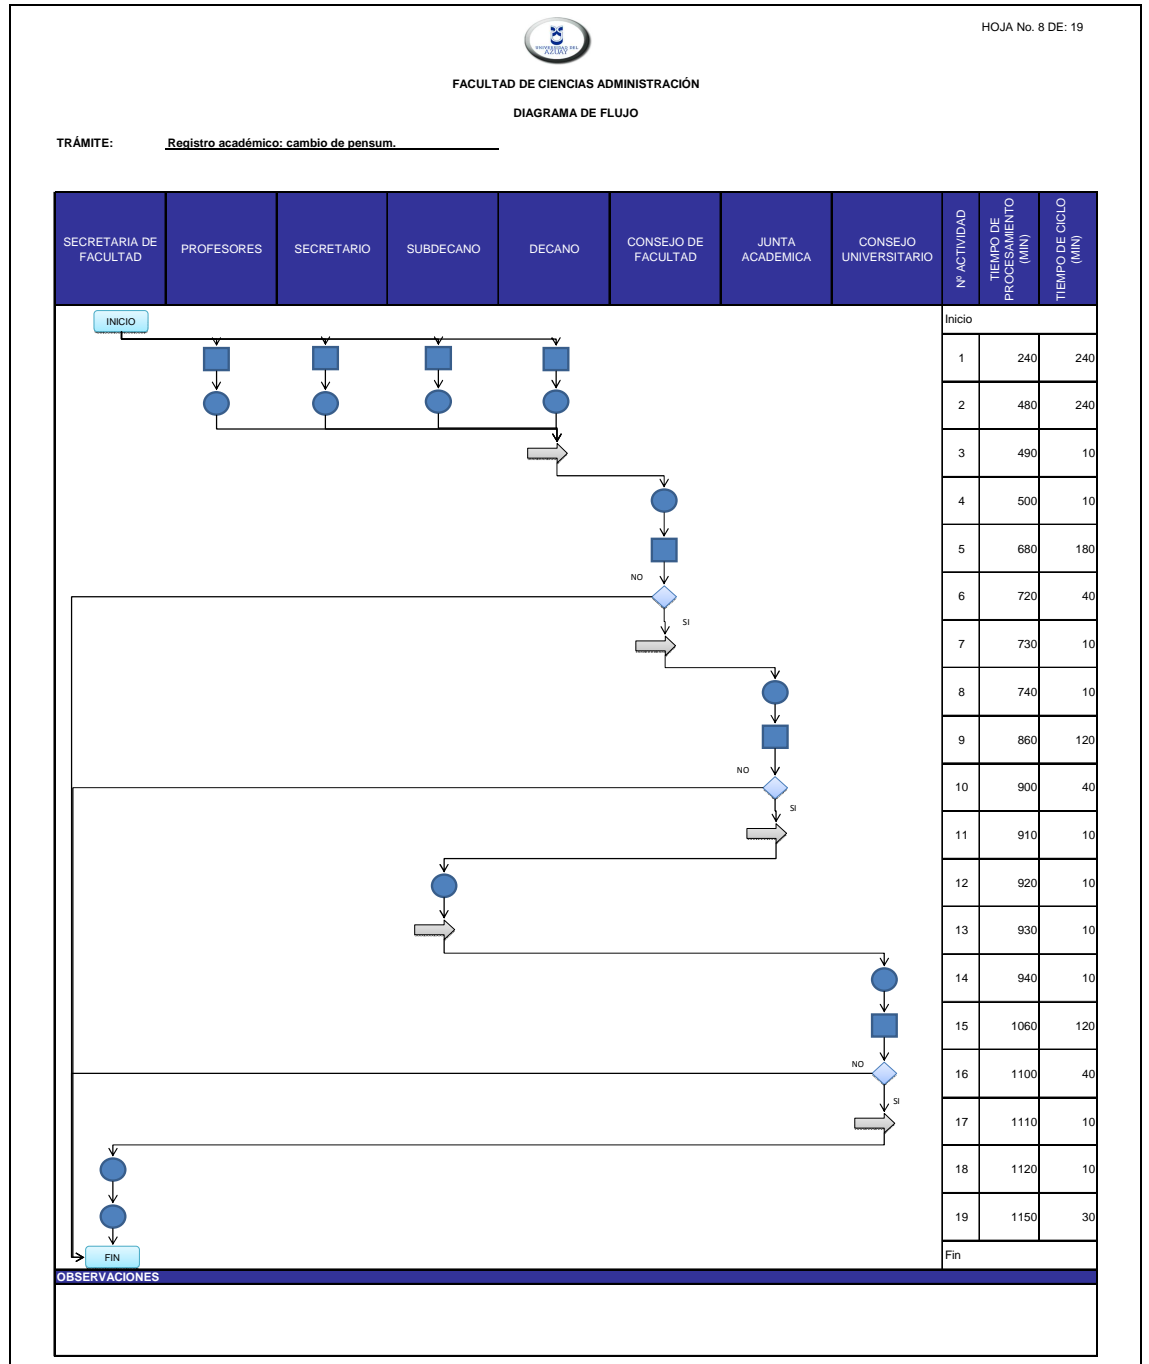 HOJA No. 8 DE: 19
UNIVERSIDAD DEL
AZUAY
FACULTAD DE CIENCIAS ADMINISTRACIÓN
DIAGRAMA DE FLUJO
TRÁMITE: Registro académico: cambio de pensum.
SECRETARIA DE FACULTAD
PROFESORES
SECRETARIO
SUBDECANO
DECANO
CONSEJO DE FACULTAD
JUNTA ACADEMICA
CONSEJO UNIVERSITARIO
Nº ACTIVIDAD
TIEMPO DE PROCESAMIENTO (MIN)
TIEMPO DE CICLO (MIN)
INICIO
Inicio
1 240 240
2 480 240
3 490 10
4 500 10
5 680 180
NO
6 720 40
SI
7 730 10
8 740 10
9 860 120
NO
10 900 40
SI
11 910 10
12 920 10
13 930 10
14 940 10
15 1060 120
NO
16 1100 40
SI
17 1110 10
18 1120 10
19 1150 30
FIN
Fin
OBSERVACIONES